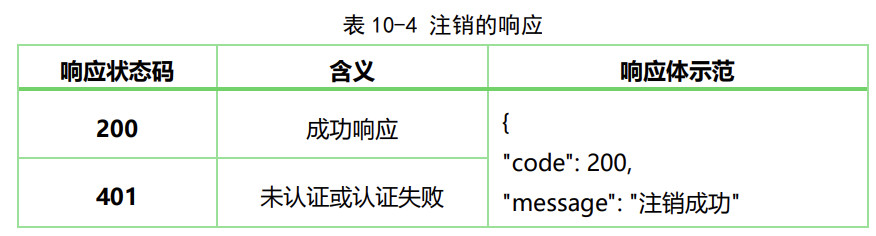 表 10-4 注销的响应
响应状态码 含义 响应体示范
200 成功响应
401 未认证或认证失败
{
"code": 200,
"message": "注销成功"